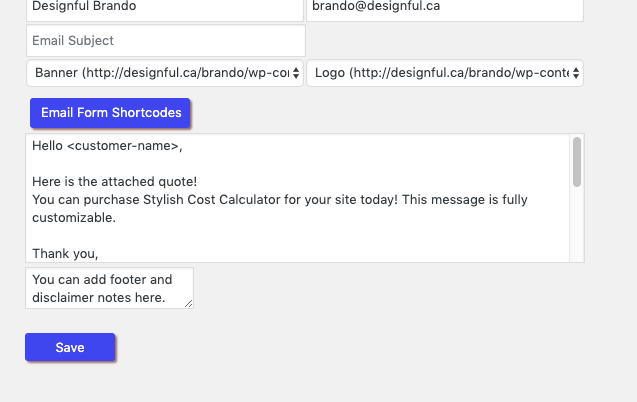 Designful Brando
brando@designful.ca
Email Subject
Banner (http://designful.ca/brando/wp-co
Logo (http://designful.ca/brando/wp-conte
Email Form Shortcodes
Hello <customer-name>,
Here is the attached quote!
You can purchase Stylish Cost Calculator for your site today! This message is fully
customizable.
Thank you,
You can add footer and
disclaimer notes here.
Save